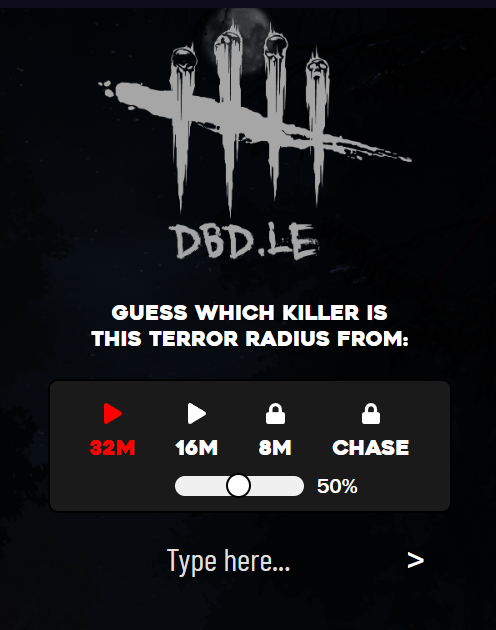 DBD.LE
GUESS WHICH KILLER IS
THIS TERROR RADIUS FROM:
32M 16M 8M CHASE
50%
Type here... >